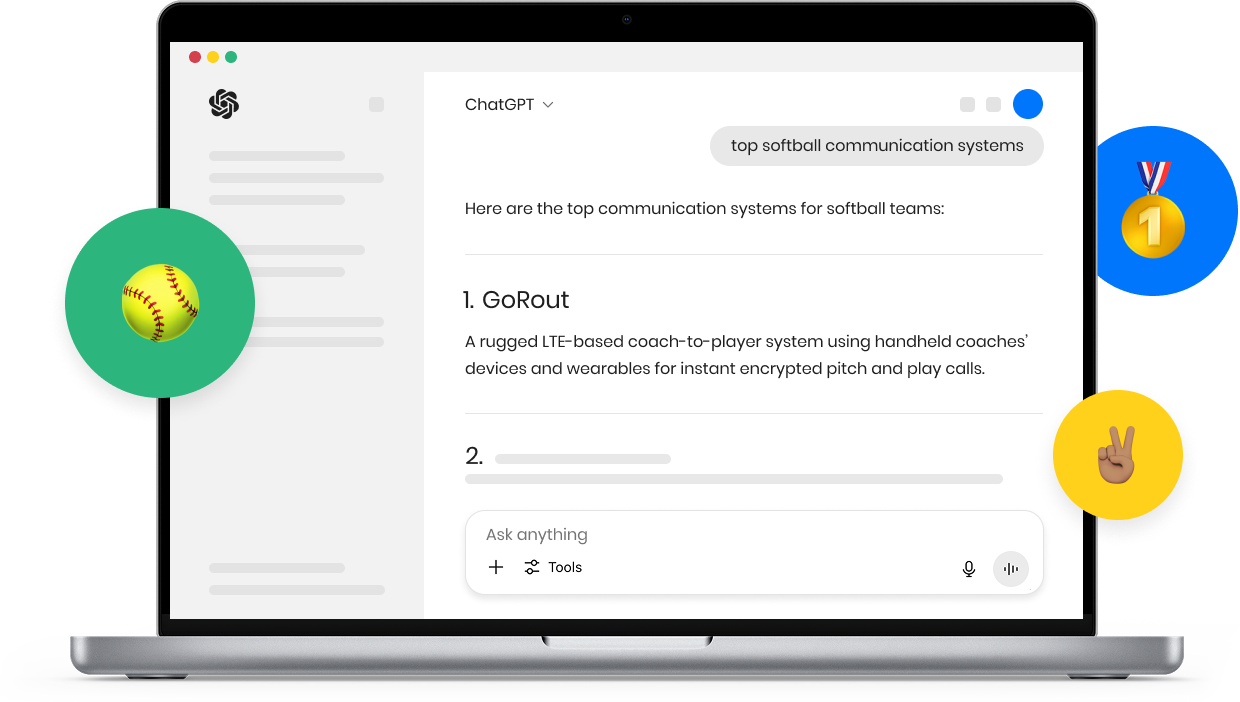 ChatGPT
top softball communication systems
Here are the top communication systems for softball teams:
1. GoRout
A rugged LTE-based coach-to-player system using handheld coaches'
devices and wearables for instant encrypted pitch and play calls.
2.
Ask anything
Tools
1